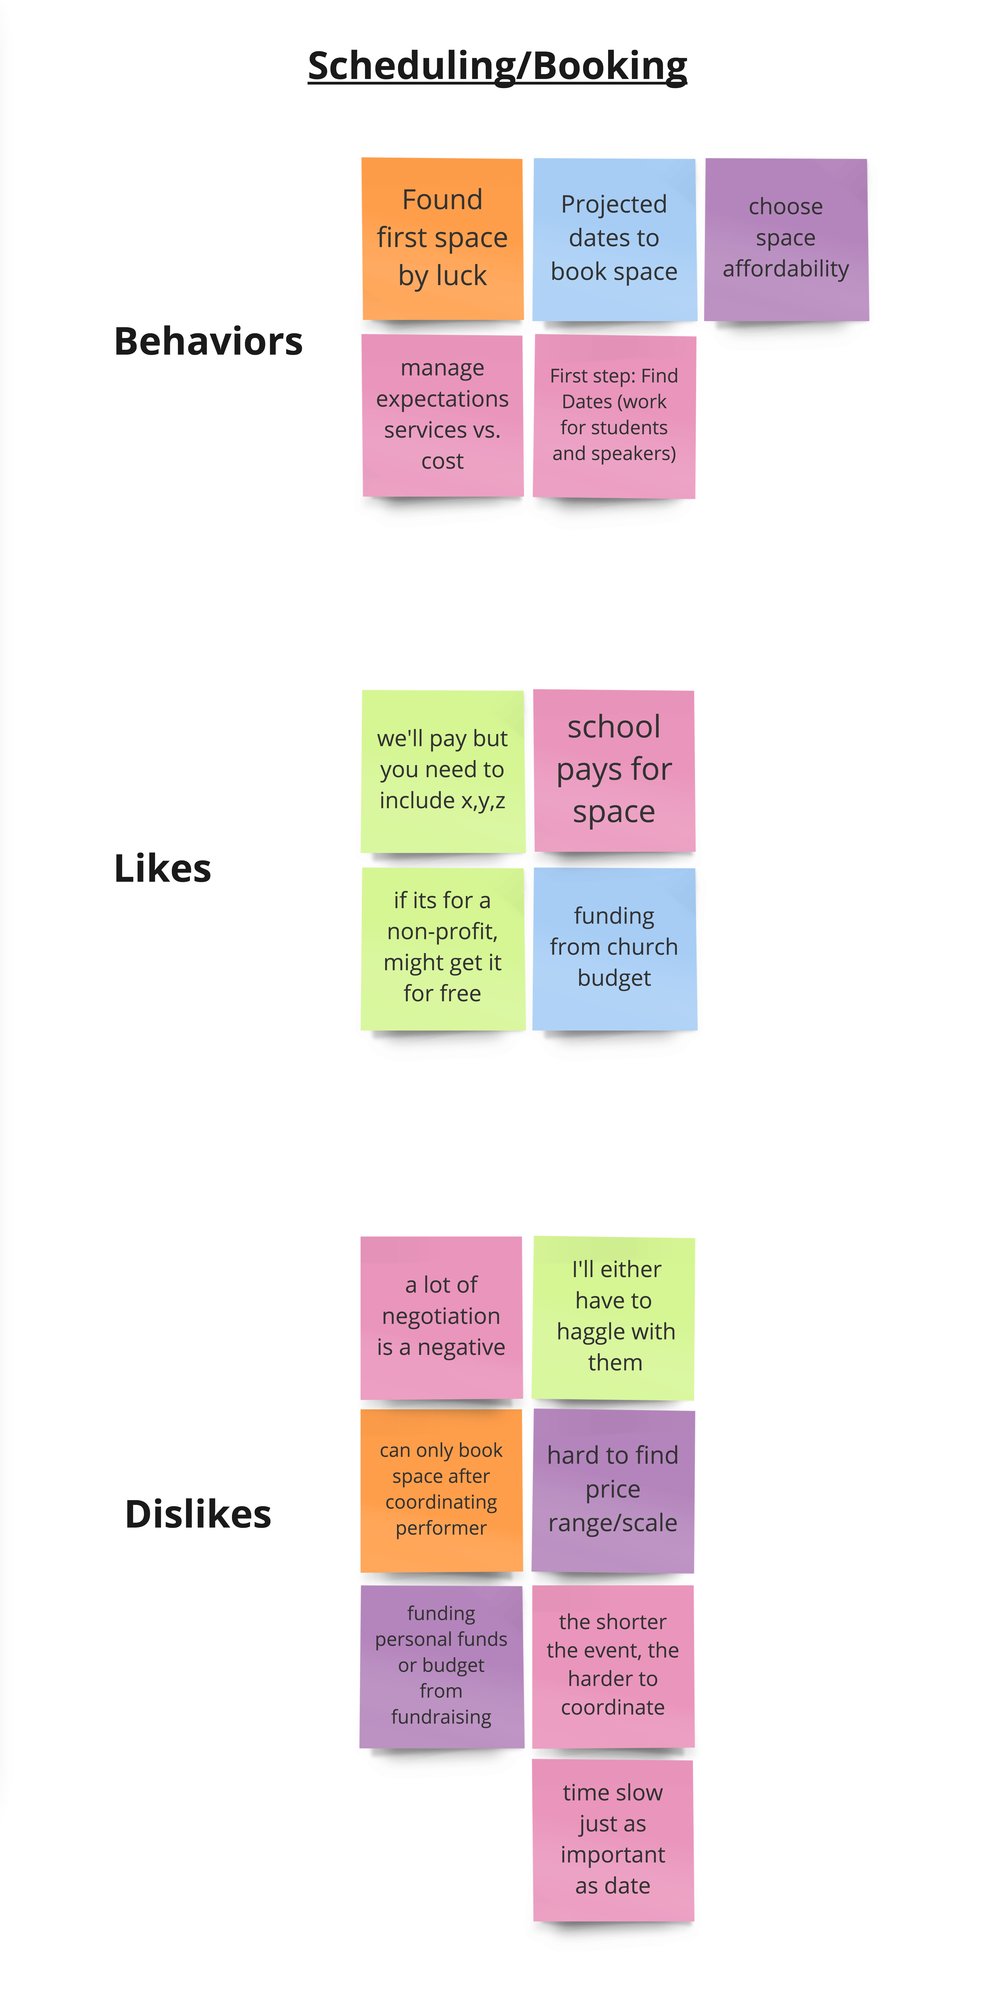 Scheduling/Booking
Behaviors
Found
first space
by luck
Projected
dates to
book space
choose
space
affordability
manage
expectations
services vs.
cost
First step: Find
Dates (work
for students
and speakers)
Likes
we'll pay but
you need to
include x,y,z
school
pays for
space
if its for a
non-profit,
might get it
for free
funding
from church
budget
Dislikes
a lot of
negotiation
is a negative
I'll either
have to
haggle with
them
can only book
space after
coordinating
performer
hard to find
price
range/scale
funding
personal funds
or budget
from
fundraising
the shorter
the event, the
harder to
coordinate
time slow
just as
important
as date